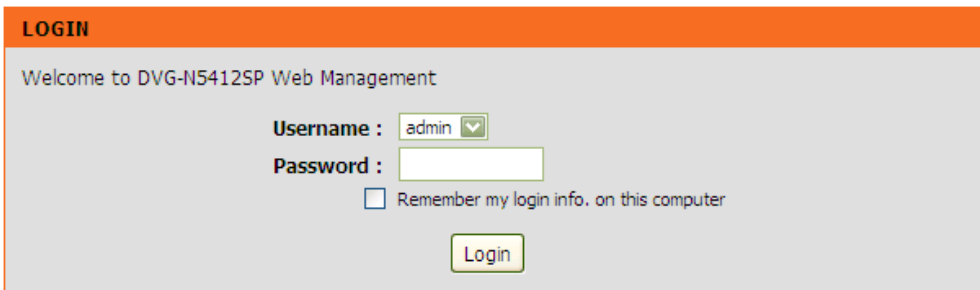 LOGIN
Welcome to DVG-N5412SP Web Management
Username : admin
Password :
Remember my login info. on this computer
Login